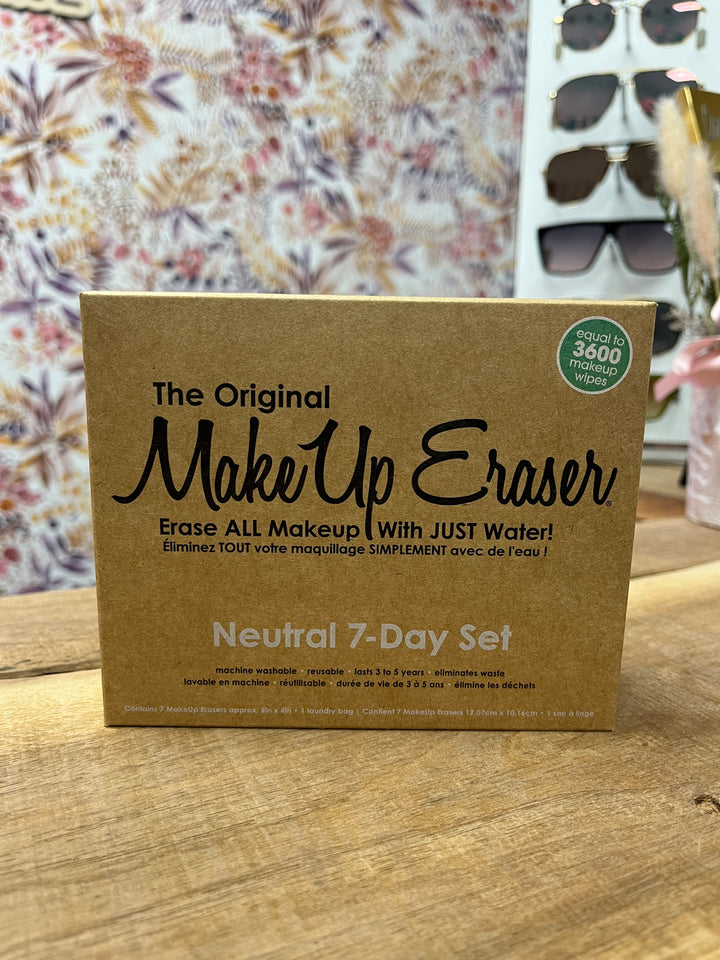 equal to
3600
makeup
wipes
The Original
MakeUp Eraser®
Erase ALL Makeup With JUST Water!
Éliminez TOUT votre maquillage SIMPLEMENT avec de l'eau !
Neutral 7-Day Set
machine washable • reusable • lasts 3 to 5 years • eliminates waste
lavable en machine • réutilisable • durée de vie de 3 à 5 ans • élimine les déchets
Contains 7 MakeUp Erasers approx. 5in x 4in • 1 laundry bag | Contient 7 MakeUp Erasers 12,07cm x 10,16cm • 1 sac à linge